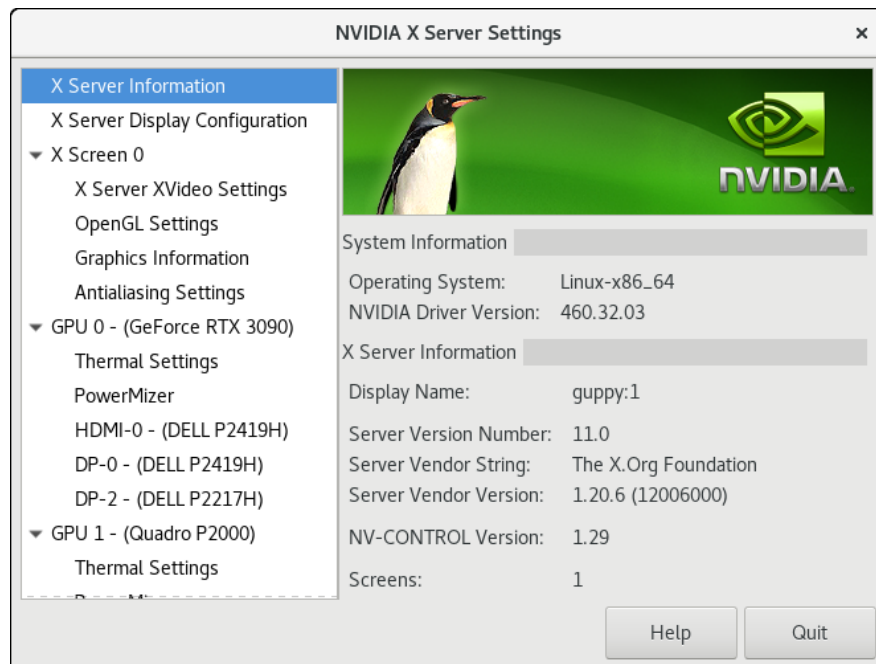 NVIDIA X Server Settings
X Server Information
X Server Display Configuration
X Screen 0
X Server XVideo Settings
OpenGL Settings
Graphics Information
Antialiasing Settings
GPU 0 - (GeForce RTX 3090)
Thermal Settings
PowerMizer
HDMI-0 - (DELL P2419H)
DP-0 - (DELL P2419H)
DP-2 - (DELL P2217H)
GPU 1 - (Quadro P2000)
Thermal Settings
NVIDIA.
System Information
Operating System: Linux-x86_64
NVIDIA Driver Version: 460.32.03
X Server Information
Display Name: guppy:1
Server Version Number: 11.0
Server Vendor String: The X.Org Foundation
Server Vendor Version: 1.20.6 (12006000)
NV-CONTROL Version: 1.29
Screens: 1
Help Quit